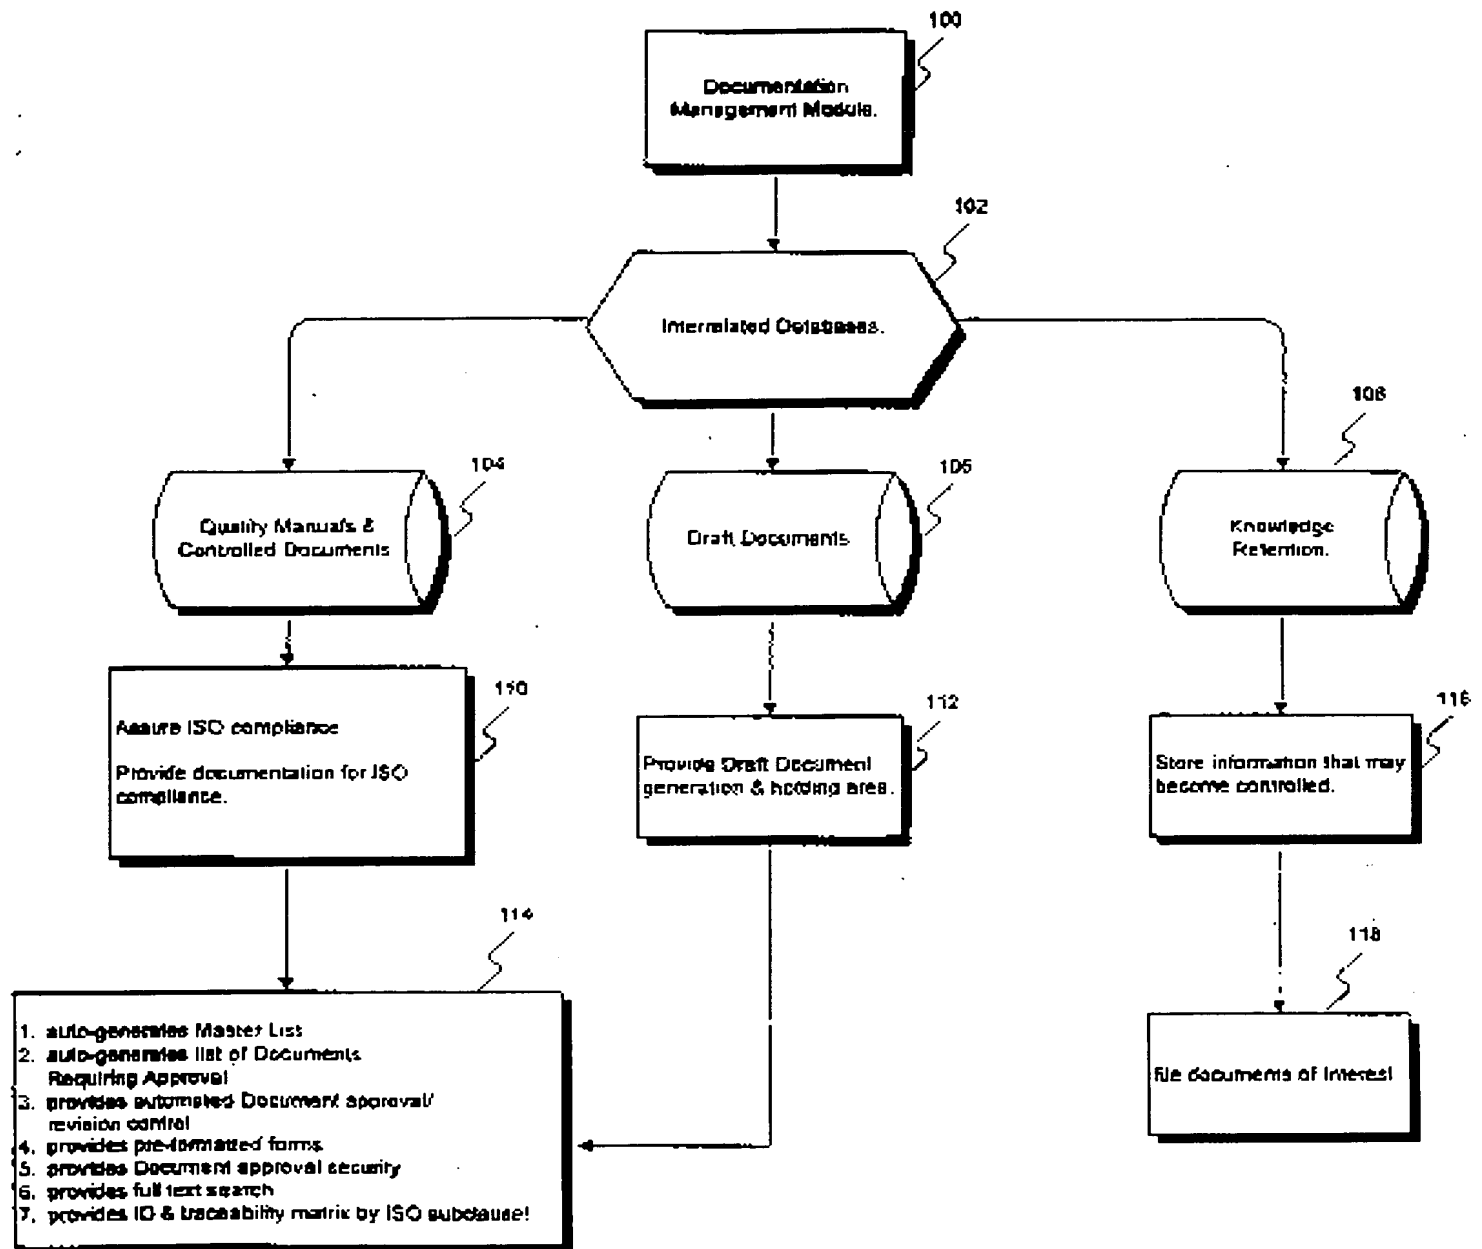 100
Documentation
Management Module.
102
Interrelated Databases.
108
104
106
Quality Manuals &
Controlled Documents
Draft Documents
Knowledge
Retention.
110
112
116
Assure ISO compliance
Provide documentation for ISO
compliance.
Provide Draft Document
generation & holding area.
Store information that may
become controlled.
114
118
1. auto-generates Master List
2. auto-generates list of Documents
Requiring Approval
3. provides automated Document approval/
revision control
4. provides pre-formatted forms
5. provides Document approval security
6. provides full text search
7. provides ID & traceability matrix by ISO subclause!
file documents of interest